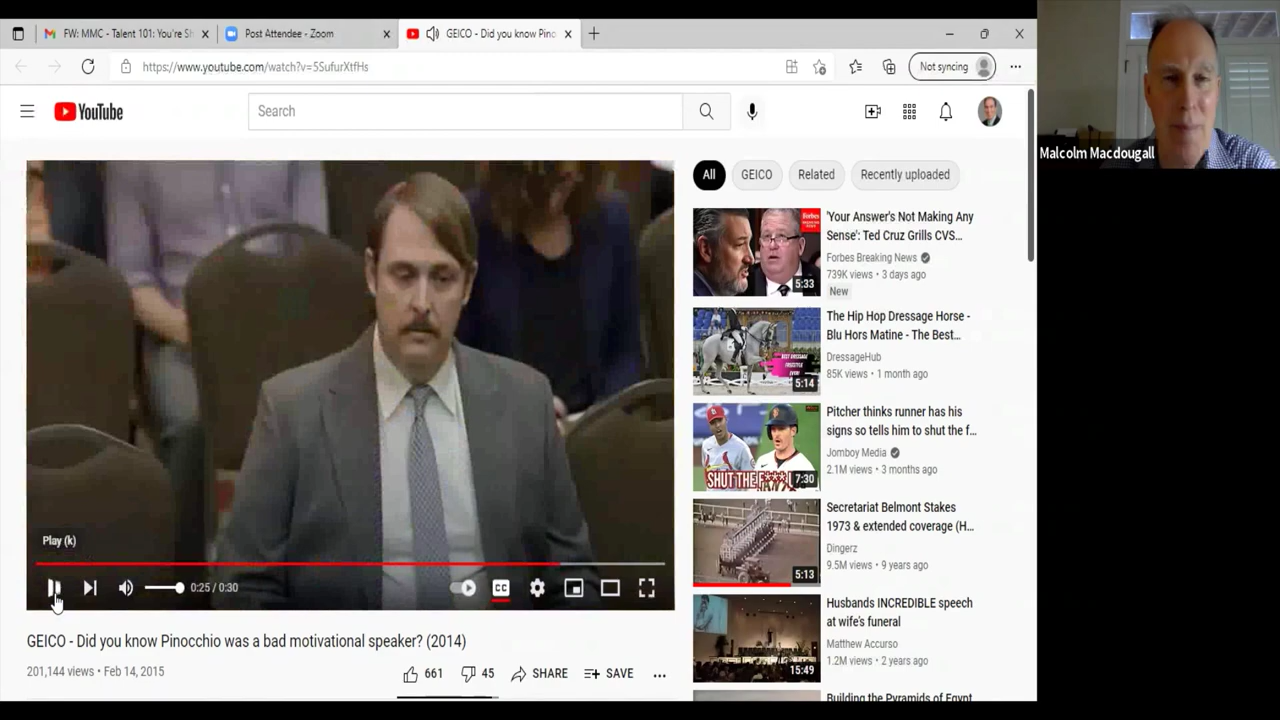 FW: MMC - Talent 101: You're Sh
Post Attendee - Zoom
GEICO - Did you know Pino
https://www.youtube.com/watch?v=5SufurXtfHs
Not syncing
YouTube
Search
Malcolm Macdougall
All
GEICO
Related
Recently uploaded
'Your Answer's Not Making Any
Sense': Ted Cruz Grills CVS...
Forbes Breaking News
739K views • 3 days ago
New
5:33
The Hip Hop Dressage Horse -
Blu Hors Matine - The Best...
DressageHub
85K views • 1 month ago
BEST DRESSAGE
FREESTYLE
EVER!
5:14
Pitcher thinks runner has his
signs so tells him to shut the f...
Jomboy Media
2.1M views • 3 months ago
SHUT THE F***!
7:30
Secretariat Belmont Stakes
1973 & extended coverage (H...
Dingerz
9.5M views • 9 years ago
5:13
Husbands INCREDIBLE speech
at wife's funeral
Matthew Accurso
1.2M views • 2 years ago
15:49
Building the Pyramids of Egypt
Play (k)
0:25 / 0:30
CC
GEICO - Did you know Pinocchio was a bad motivational speaker? (2014)
201,144 views • Feb 14, 2015
661
45
SHARE
SAVE